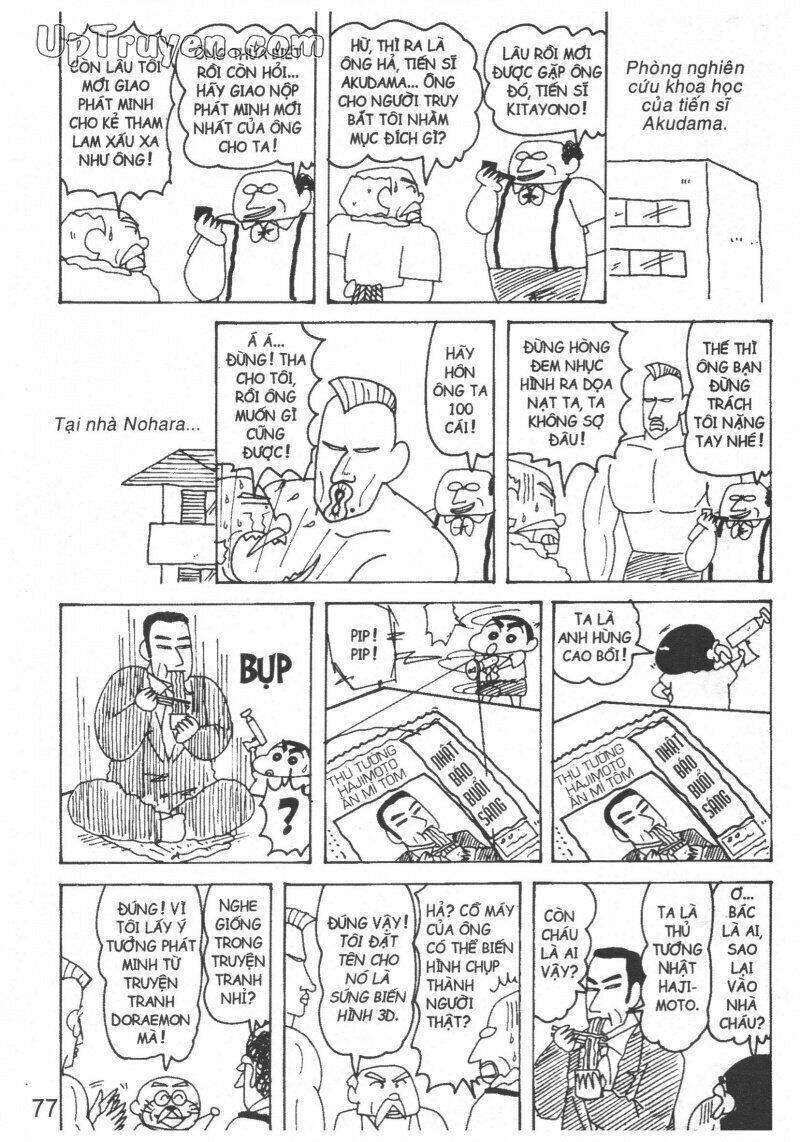 UpTruyen.com
Phòng nghiên
cứu khoa học
của tiến sĩ
Akudama.
LÂU RỒI MỚI
ĐƯỢC GẶP ÔNG
ĐÓ, TIẾN SĨ
KITAYONO!
HỪ, THÌ RA LÀ
ÔNG HẢ, TIẾN SĨ
AKUDAMA... ÔNG
CHO NGƯỜI TRUY
BẮT TÔI NHẰM
MỤC ĐÍCH GÌ?
ÔNG THỪA BIẾT
RỒI CÒN HỎI...
HÃY GIAO NỘP
PHÁT MINH MỚI
NHẤT CỦA ÔNG
CHO TA!
CÒN LÂU TÔI
MỚI GIAO
PHÁT MINH
CHO KẺ THAM
LAM XẤU XA
NHƯ ÔNG!
THẾ THÌ
ÔNG BẠN
ĐỪNG
TRÁCH
TÔI NẶNG
TAY NHÉ!
ĐỪNG HÒNG
ĐEM NHỤC
HÌNH RA DỌA
NẠT TA, TA
KHÔNG SỢ
ĐÂU!
HÃY
HÔN
ÔNG TA
100
CÁI!
Á Á...
ĐỪNG! THA
CHO TÔI,
RỒI ÔNG
MUỐN GÌ
CŨNG
ĐƯỢC!
Tại nhà Nohara...
TA LÀ
ANH HÙNG
CAO BỒI!
THỦ TƯỚNG
HAJIMOTO
ĂN MÌ TÔM
NHẬT
BÁO
BUỔI
SÁNG
PIP!
PIP!
THỦ TƯỚNG
HAJIMOTO
ĂN MÌ TÔM
NHẬT
BÁO
BUỔI
SÁNG
BỤP
?
Ơ...
BÁC
LÀ AI,
SAO
LẠI
VÀO
NHÀ
CHÁU?
TA LÀ
THỦ
TƯỚNG
NHẬT
HAJI-
MOTO.
CÒN
CHÁU
LÀ AI
VẬY?
HẢ? CỖ MÁY
CỦA ÔNG
CÓ THỂ BIẾN
HÌNH CHỤP
THÀNH
NGƯỜI
THẬT?
ĐÚNG VẬY!
TÔI ĐẶT
TÊN CHO
NÓ LÀ
SÚNG BIẾN
HÌNH 3D.
NGHE
GIỐNG
TRONG
TRUYỆN
TRANH
NHỈ?
ĐÚNG! VÌ
TÔI LẤY Ý
TƯỞNG PHÁT
MINH TỪ
TRUYỆN
TRANH
DORAEMON
MÀ!
77